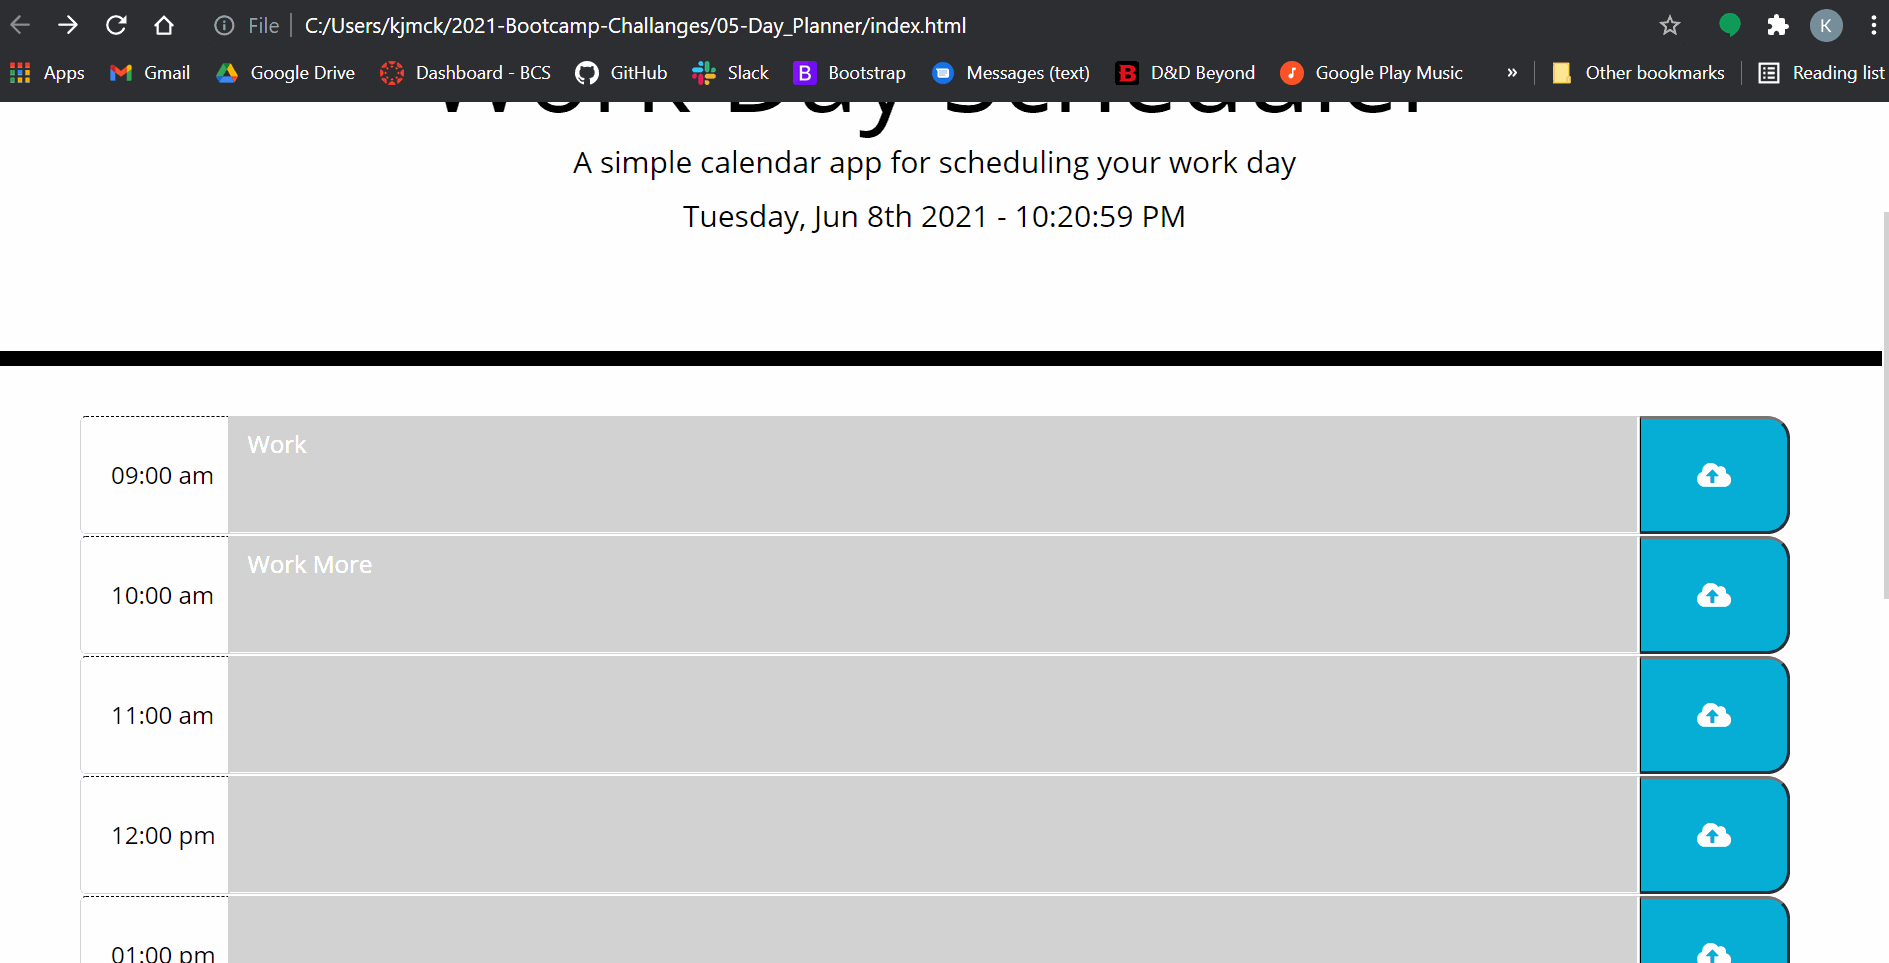 File C:/Users/kjmck/2021-Bootcamp-Challanges/05-Day_Planner/index.html K
Apps Gmail Google Drive Dashboard - BCS GitHub Slack B Bootstrap Messages (text) B D&D Beyond Google Play Music » Other bookmarks Reading list
Work Day Scheduler
A simple calendar app for scheduling your work day
Tuesday, Jun 8th 2021 - 10:20:59 PM
Work
09:00 am
Work More
10:00 am
11:00 am
12:00 pm
01:00 pm